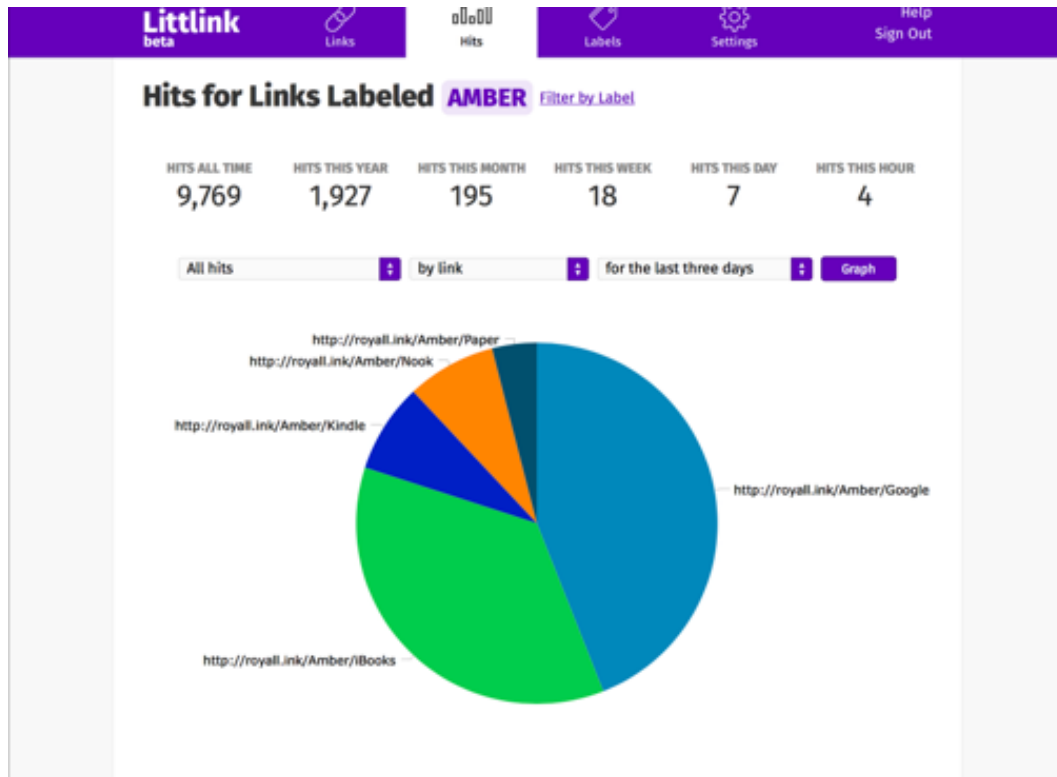 Littlink
beta
Links
Hits
Labels
Settings
Help
Sign Out
Hits for Links Labeled AMBER Filter by Label
HITS ALL TIME HITS THIS YEAR HITS THIS MONTH HITS THIS WEEK HITS THIS DAY HITS THIS HOUR
9,769 1,927 195 18 7 4
All hits by link for the last three days Graph
http://royall.ink/Amber/Paper
http://royall.ink/Amber/Nook
http://royall.ink/Amber/Kindle
http://royall.ink/Amber/Google
http://royall.ink/Amber/iBooks